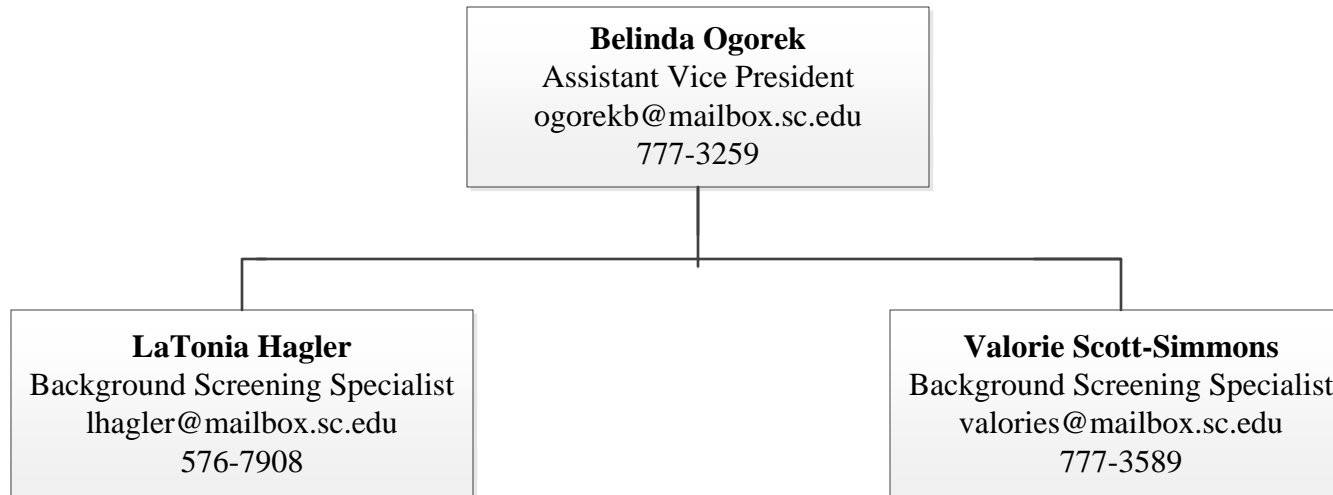 Belinda Ogorek
Assistant Vice President
ogorekb@mailbox.sc.edu
777-3259
LaTonia Hagler
Background Screening Specialist
lhagler@mailbox.sc.edu
576-7908
Valorie Scott-Simmons
Background Screening Specialist
valories@mailbox.sc.edu
777-3589